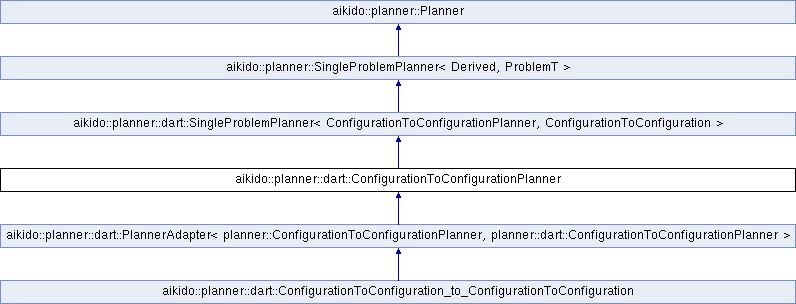 aikido::planner::Planner
aikido::planner::SingleProblemPlanner< Derived, ProblemT >
aikido::planner::dart::SingleProblemPlanner< ConfigurationToConfigurationPlanner, ConfigurationToConfiguration >
aikido::planner::dart::ConfigurationToConfigurationPlanner
aikido::planner::dart::PlannerAdapter< planner::ConfigurationToConfigurationPlanner, planner::dart::ConfigurationToConfigurationPlanner >
aikido::planner::dart::ConfigurationToConfiguration_to_ConfigurationToConfiguration